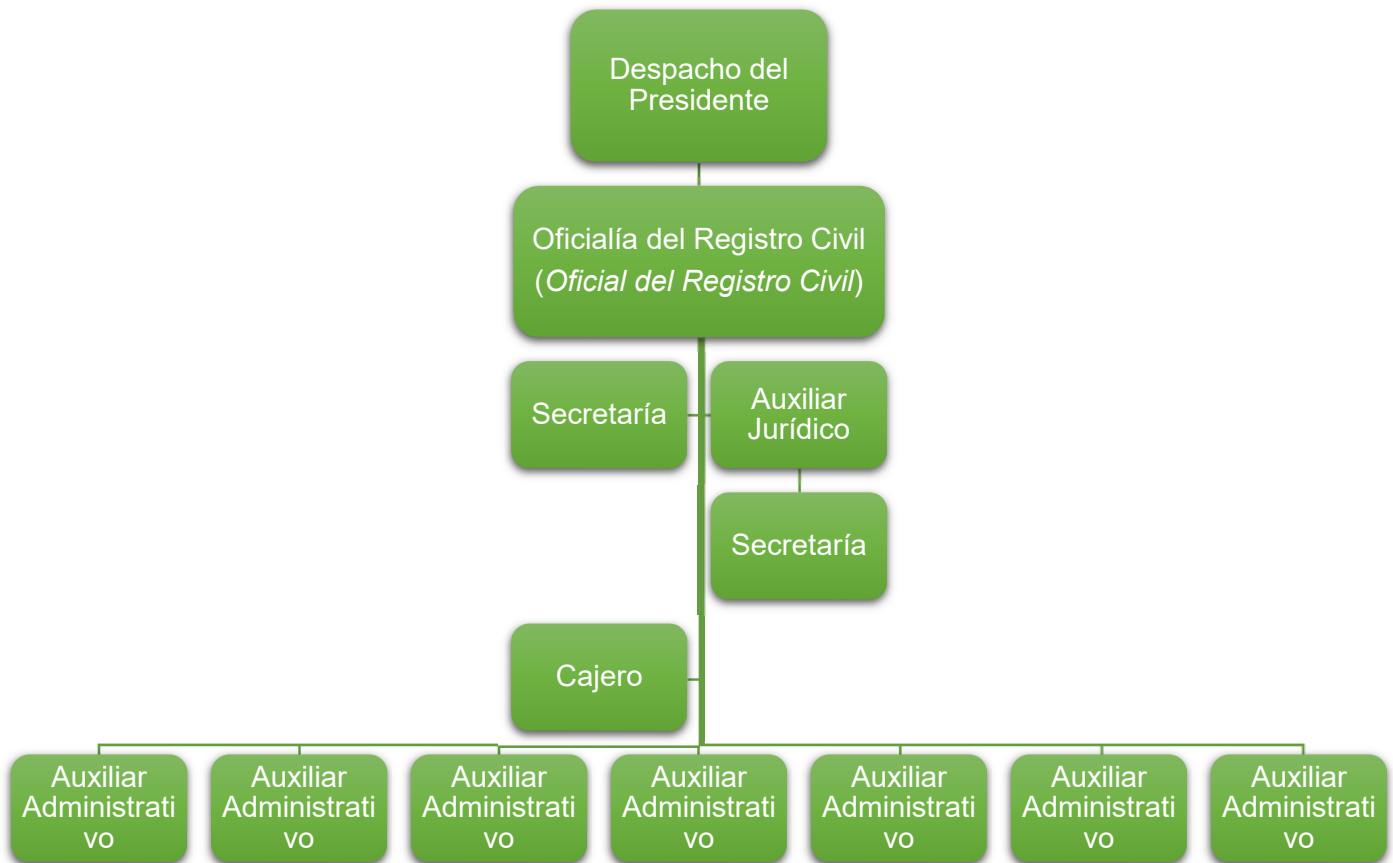 Despacho del
Presidente
Oficialía del Registro Civil
(Oficial del Registro Civil)
Secretaría
Auxiliar
Jurídico
Secretaría
Cajero
Auxiliar
Administrati
vo
Auxiliar
Administrati
vo
Auxiliar
Administrati
vo
Auxiliar
Administrati
vo
Auxiliar
Administrati
vo
Auxiliar
Administrati
vo
Auxiliar
Administrati
vo